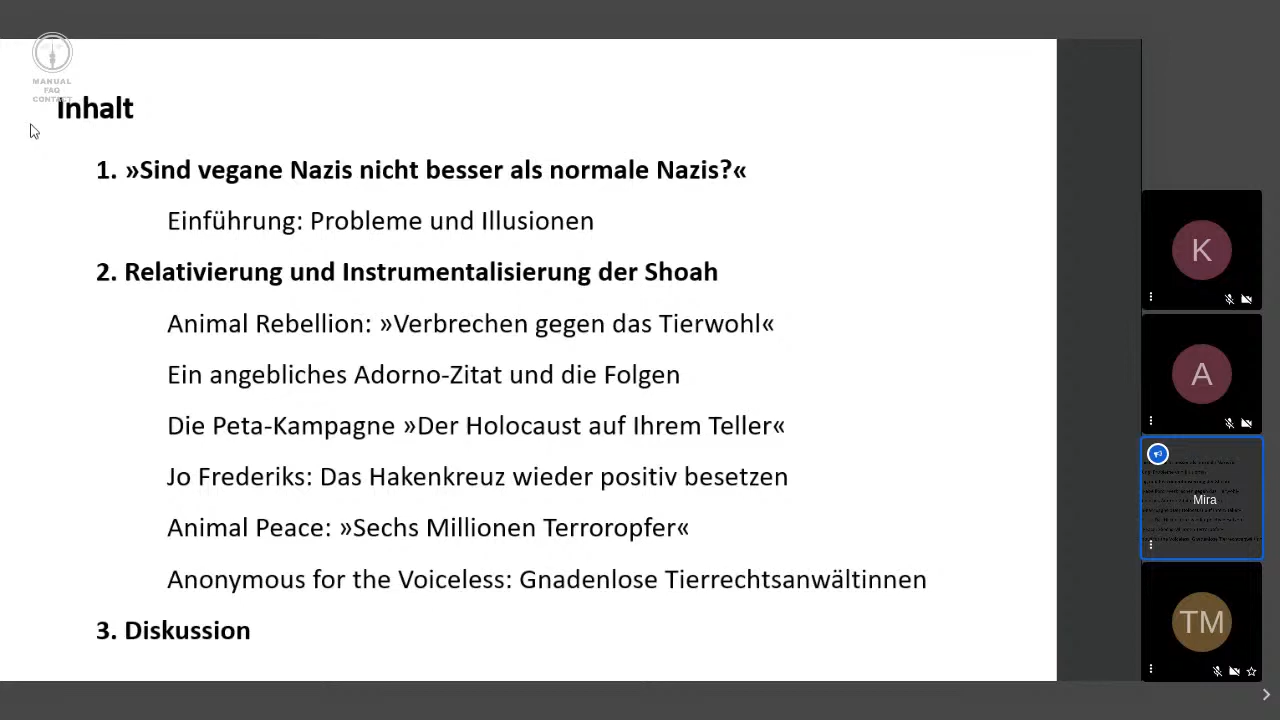 MANUAL
FAQ
CONTACT
Inhalt
1. »Sind vegane Nazis nicht besser als normale Nazis?«
Einführung: Probleme und Illusionen
2. Relativierung und Instrumentalisierung der Shoah
Animal Rebellion: »Verbrechen gegen das Tierwohl«
Ein angebliches Adorno-Zitat und die Folgen
Die Peta-Kampagne »Der Holocaust auf Ihrem Teller«
Jo Frederiks: Das Hakenkreuz wieder positiv besetzen
Animal Peace: »Sechs Millionen Terroropfer«
Anonymous for the Voiceless: Gnadenlose Tierrechtsanwältinnen
3. Diskussion
K
A
Mira
TM